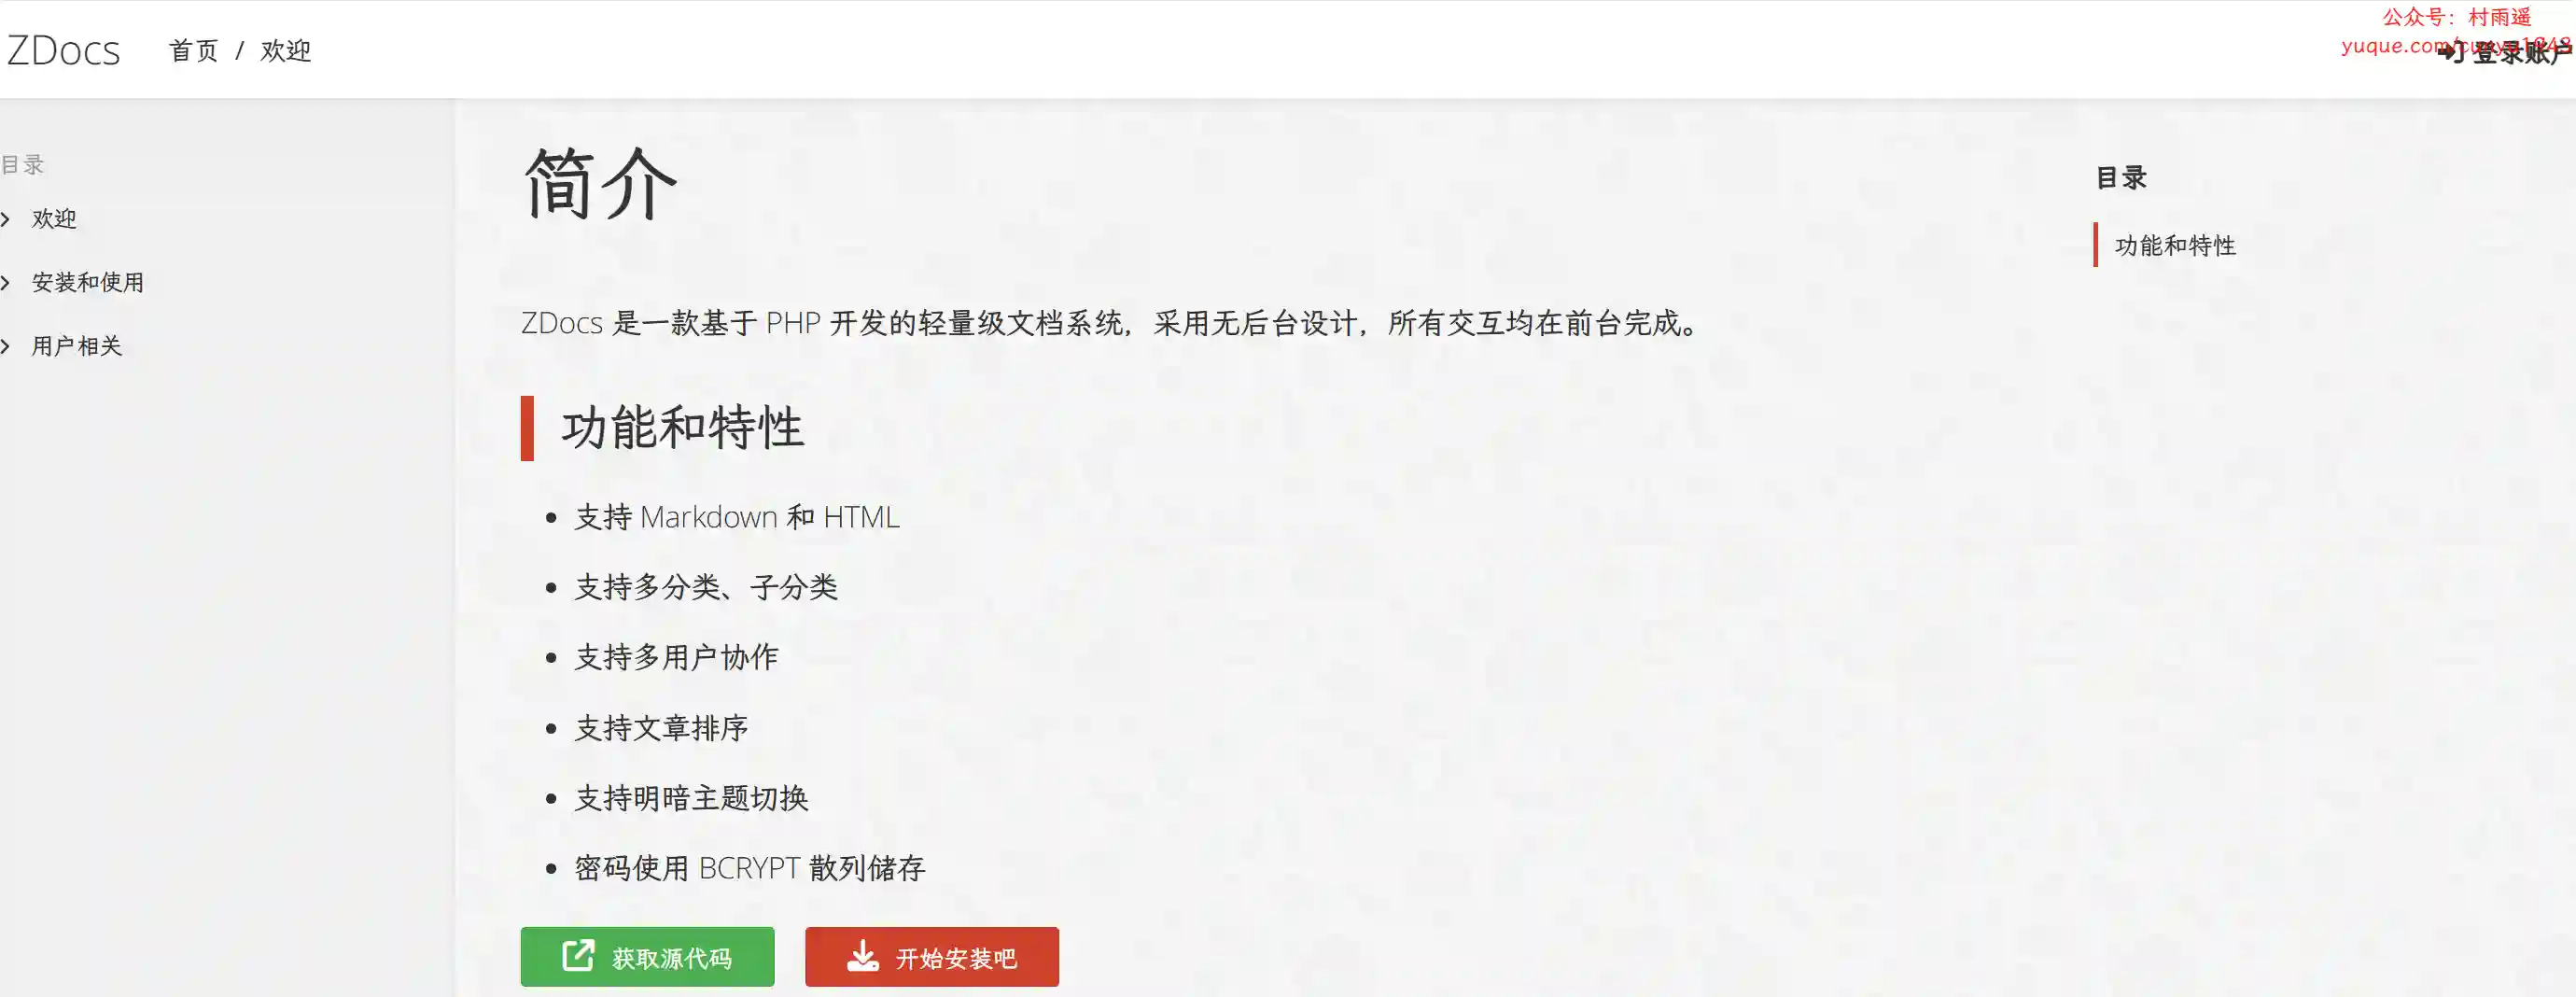 公众号：村雨遥
ZDocs 首页 / 欢迎
登录账户
目录
欢迎
安装和使用
用户相关
简介
ZDocs 是一款基于 PHP 开发的轻量级文档系统，采用无后台设计，所有交互均在前台完成。
功能和特性
支持 Markdown 和 HTML
支持多分类、子分类
支持多用户协作
支持文章排序
支持明暗主题切换
密码使用 BCRYPT 散列储存
获取源代码 开始安装吧
目录
功能和特性